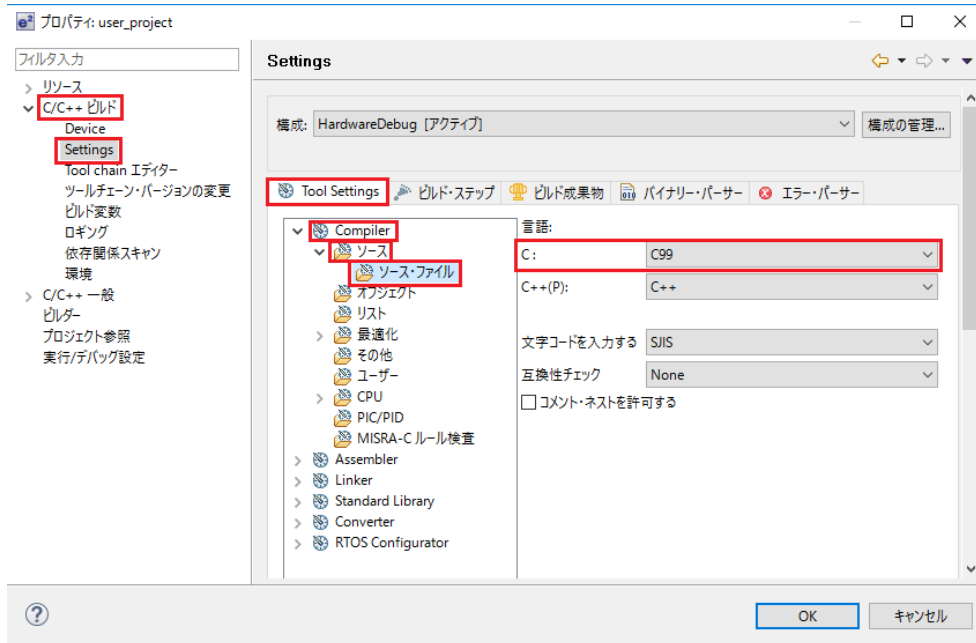 e² プロパティ: user_project
フィルタ入力
リソース
C/C++ ビルド
Device
Settings
Tool chain エディター
ツールチェーン・バージョンの変更
ビルド変数
ロギング
依存関係スキャン
環境
C/C++ 一般
ビルダー
プロジェクト参照
実行/デバッグ設定
Settings
構成: HardwareDebug [アクティブ] 構成の管理...
Tool Settings ビルド・ステップ ビルド成果物 バイナリー・パーサー エラー・パーサー
Compiler
ソース
ソース・ファイル
オブジェクト
リスト
最適化
その他
ユーザー
CPU
PIC/PID
MISRA-C ルール検査
Assembler
Linker
Standard Library
Converter
RTOS Configurator
言語:
C: C99
C++(P): C++
文字コードを入力する SJIS
互換性チェック None
コメント・ネストを許可する
OK キャンセル